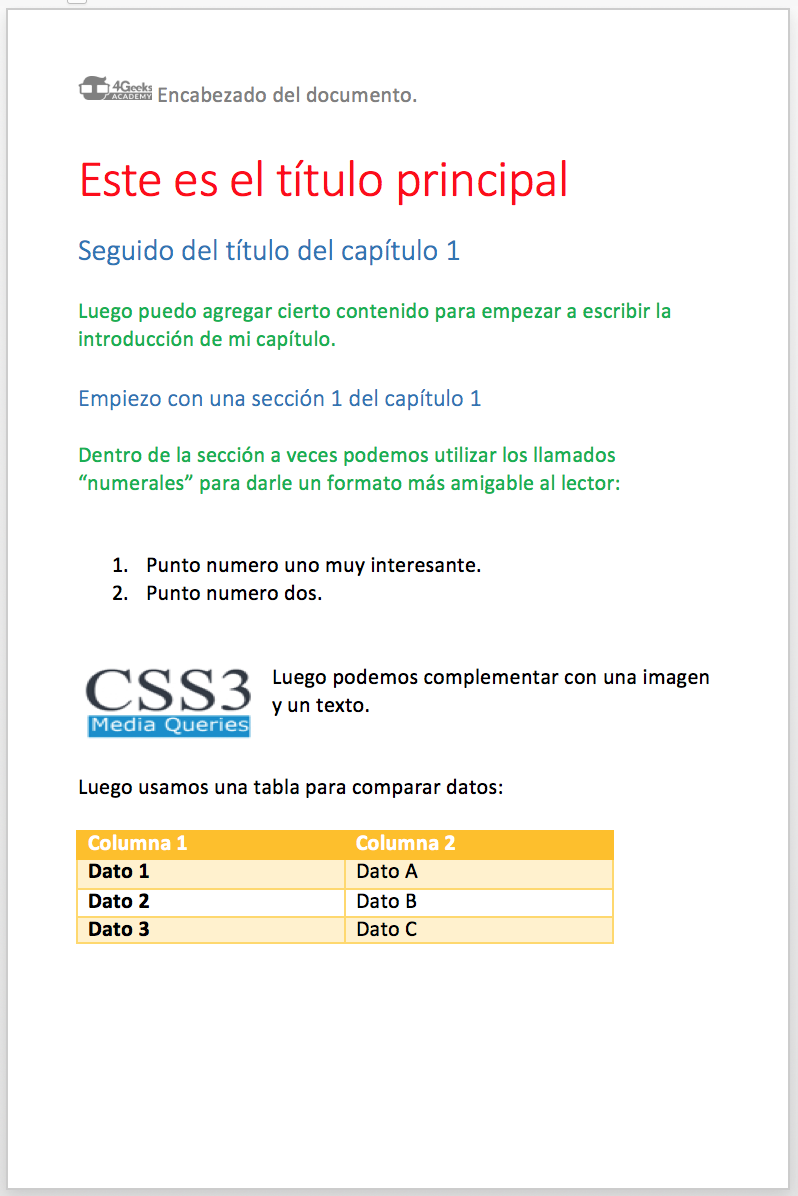 4Geeks
ACADEMY Encabezado del documento.
Este es el título principal
Seguido del título del capítulo 1
Luego puedo agregar cierto contenido para empezar a escribir la
introducción de mi capítulo.
Empiezo con una sección 1 del capítulo 1
Dentro de la sección a veces podemos utilizar los llamados
“numerales” para darle un formato más amigable al lector:
1. Punto numero uno muy interesante.
2. Punto numero dos.
CSS3
Media Queries
Luego podemos complementar con una imagen
y un texto.
Luego usamos una tabla para comparar datos:
Columna 1 Columna 2
Dato 1 Dato A
Dato 2 Dato B
Dato 3 Dato C